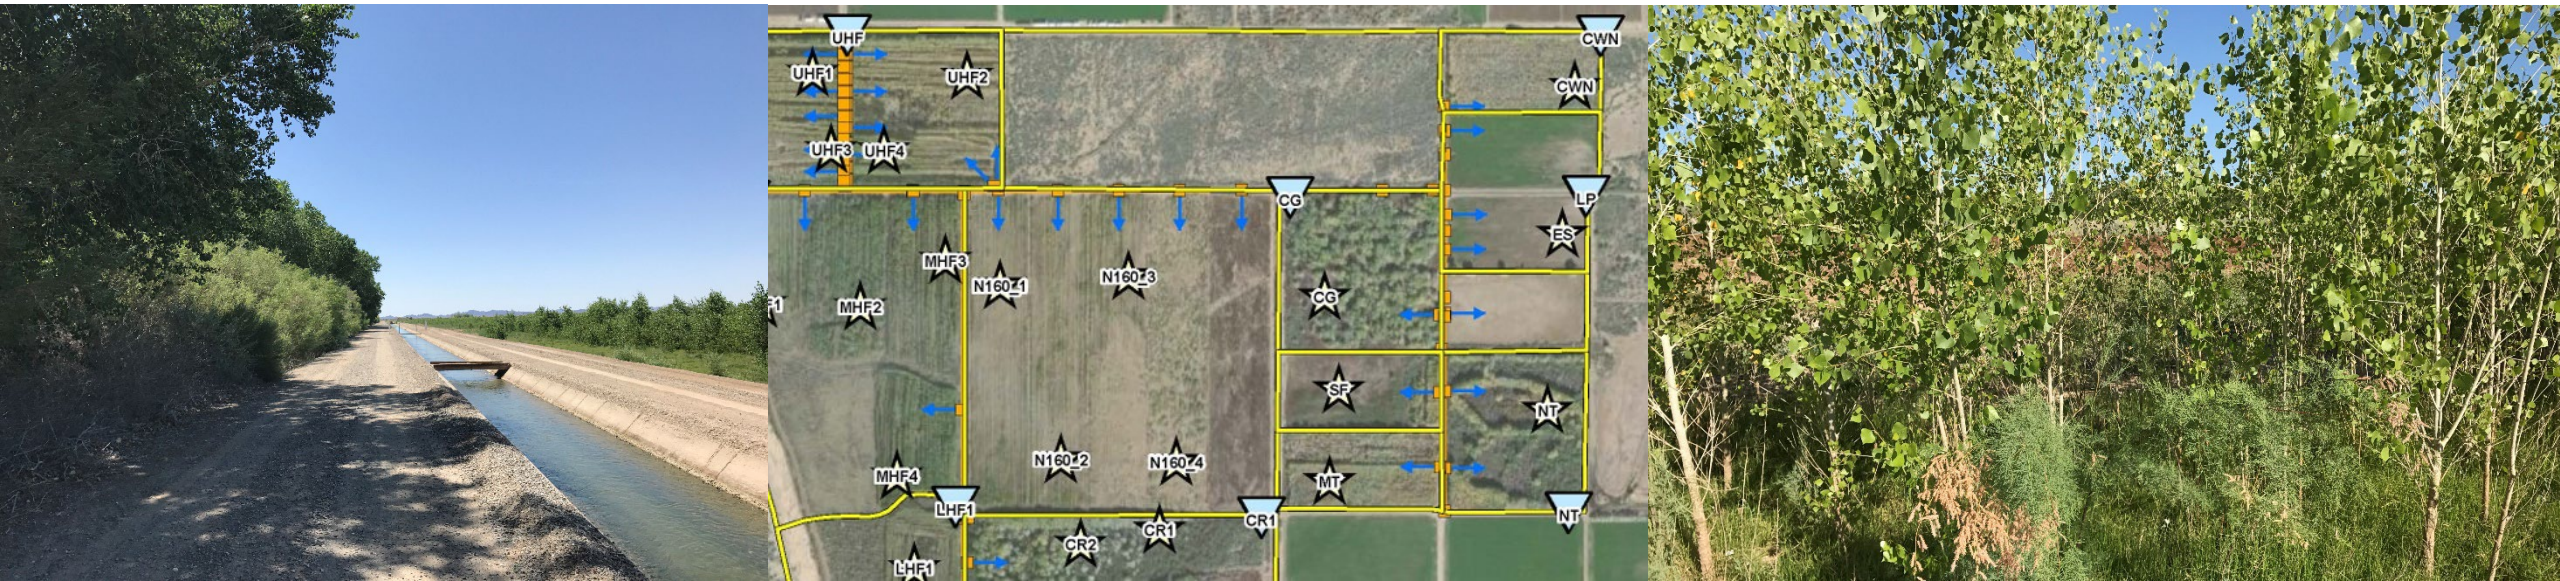 UHF
CWN
UHF1
UHF2
CWN
UHF3
UHF4
CG
LP
ES
MHF3
N160_1
N160_3
CG
F1
MHF2
SF
NT
N160_2
N160_4
MHF4
MT
LHF1
CR1
NT
CR2
CR1
LHF1